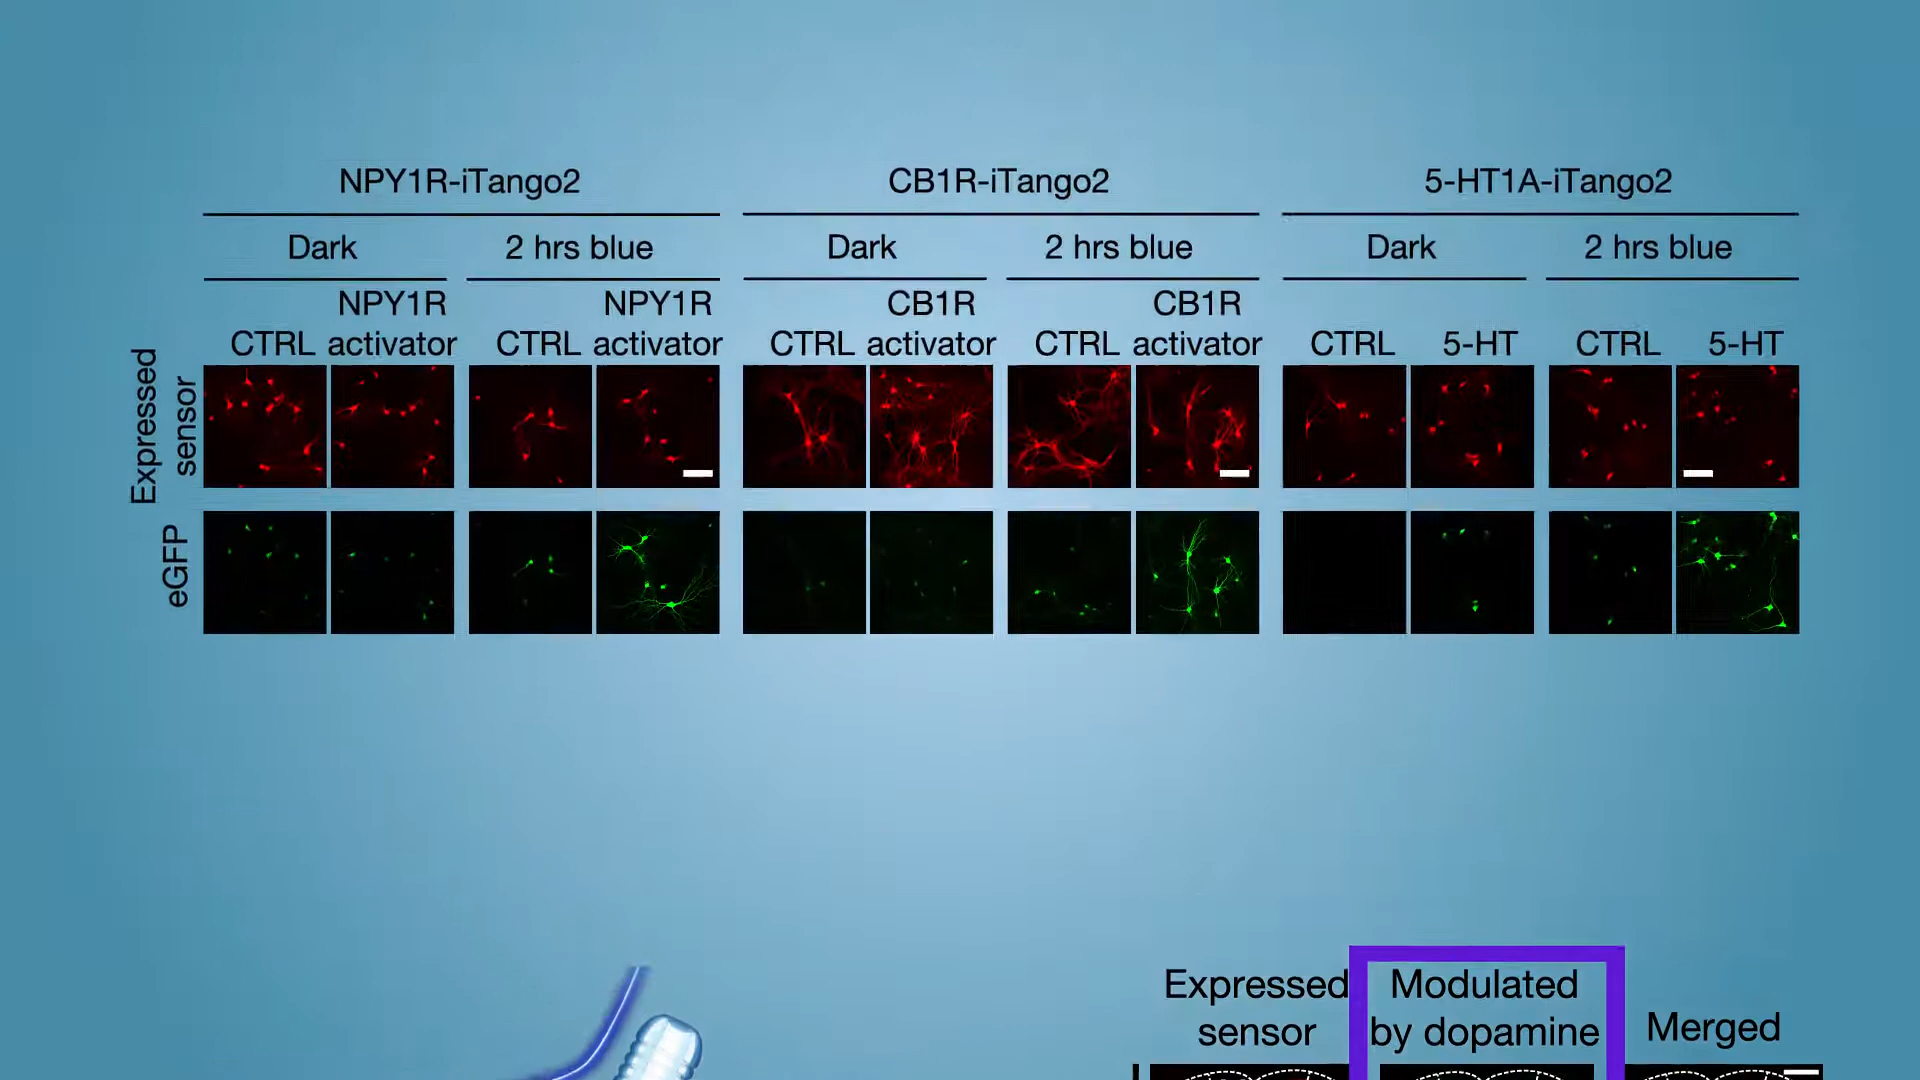 NPY1R-iTango2 CB1R-iTango2 5-HT1A-iTango2
Dark 2 hrs blue Dark 2 hrs blue Dark 2 hrs blue
NPY1R NPY1R CB1R CB1R
CTRL activator CTRL activator CTRL activator CTRL activator CTRL 5-HT CTRL 5-HT
Expressed
sensor
eGFP
Expressed
sensor
Modulated
by dopamine
Merged